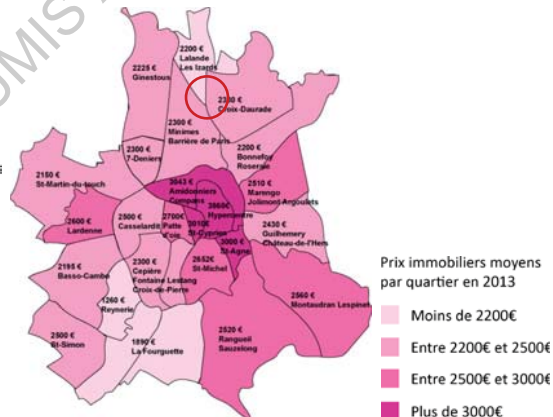 UMIS
2200 €
Lalande
Les Izards
2225 €
Ginestous
2380 €
Croix-Daurade
2300 €
Minimes
Barrière de Paris
2300 €
7-Deniers
2200 €
Bonnefoy
Roseraie
2150 €
St-Martin-du-touch
3043 €
Amidonniers
Compans
2510 €
Marengo
Jolimont-Argoulets
3860€
Hypercentre
2600 €
Lardenne
2500 €
Casselardit
2700€
Patte
d'oie
3010€
St-Cyprien
2430 €
Guilhemery
Château-de-l'Hers
3000 €
St-Agne
2195 €
Basso-Cambo
2300 €
Cepière
Fontaine Lestang
Croix-de-Pierre
2652€
St-Michel
1260 €
Reynerie
2560 €
Montaudran Lespinet
2500 €
St-Simon
1890 €
La Fourguette
2520 €
Rangueil
Sauzelong
Prix immobiliers moyens
par quartier en 2013
Moins de 2200€
Entre 2200€ et 2500€
Entre 2500€ et 3000€
Plus de 3000€